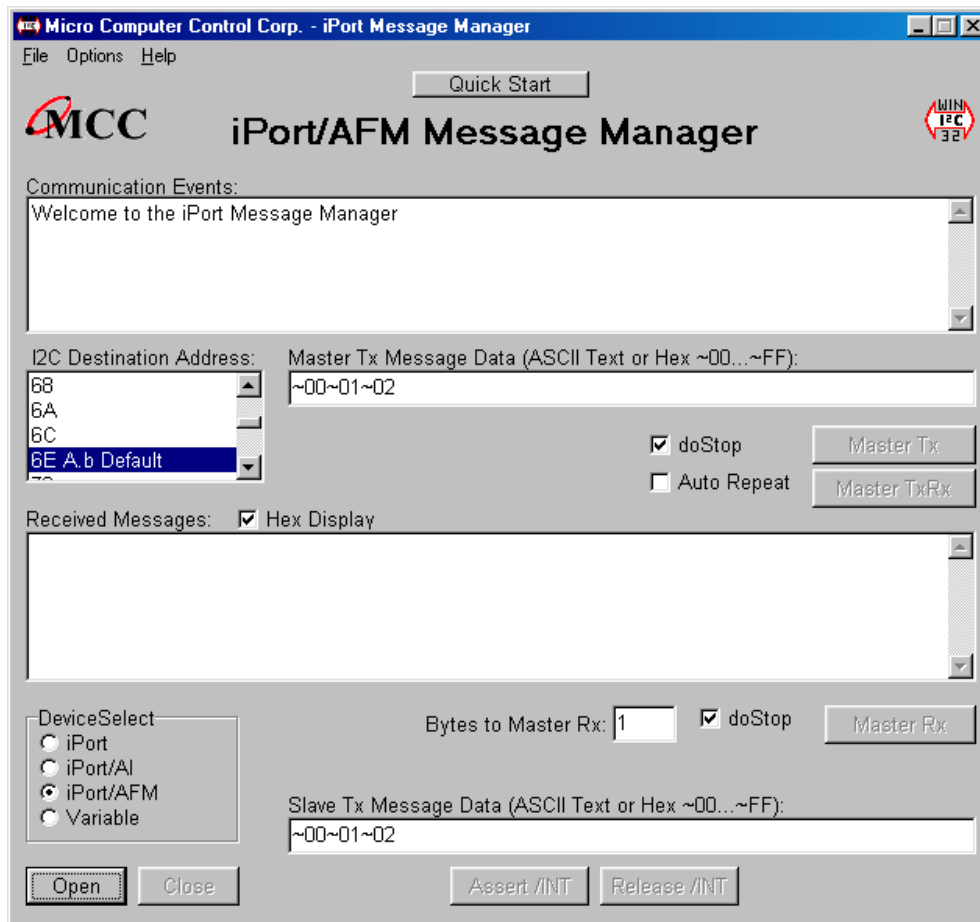 Micro Computer Control Corp. - iPort Message Manager
File Options Help
Quick Start
MCC
iPort/AFM Message Manager
WIN
I²C
32
Communication Events:
Welcome to the iPort Message Manager
I2C Destination Address:
68
6A
6C
6E A.b Default
Master Tx Message Data (ASCII Text or Hex ~00...~FF):
~00~01~02
doStop
Master Tx
Auto Repeat
Master TxRx
Received Messages:
Hex Display
DeviceSelect
iPort
iPort/AI
iPort/AFM
Variable
Bytes to Master Rx: 1
doStop
Master Rx
Slave Tx Message Data (ASCII Text or Hex ~00...~FF):
~00~01~02
Open
Close
Assert /INT
Release /INT